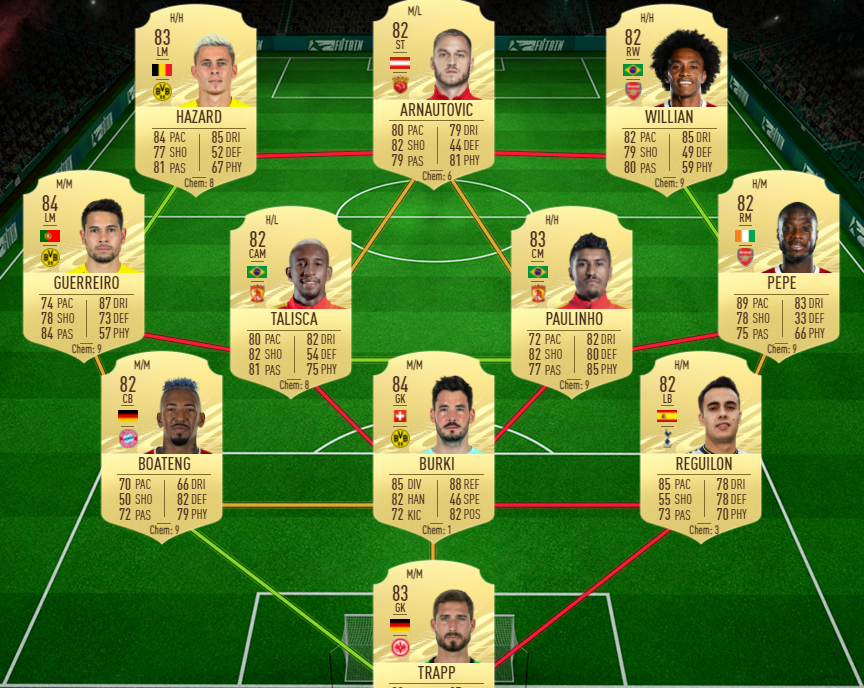 FUTBIN
FUTBIN
H/H
83
LM
HAZARD
84 PAC 85 DRI
77 SHO 52 DEF
81 PAS 67 PHY
Chem: 8
M/L
82
ST
ARNAUTOVIC
80 PAC 79 DRI
82 SHO 44 DEF
79 PAS 81 PHY
Chem: 6
H/H
82
RW
WILLIAN
82 PAC 85 DRI
79 SHO 49 DEF
80 PAS 59 PHY
Chem: 9
M/M
84
LM
BVB
09
GUERREIRO
74 PAC 87 DRI
78 SHO 73 DEF
84 PAS 57 PHY
Chem: 9
H/L
82
CAM
TALISCA
80 PAC 82 DRI
82 SHO 54 DEF
81 PAS 75 PHY
Chem: 8
H/H
83
CM
PAULINHO
72 PAC 82 DRI
82 SHO 80 DEF
77 PAS 85 PHY
Chem: 9
H/M
82
RM
PEPE
89 PAC 83 DRI
78 SHO 33 DEF
75 PAS 66 PHY
Chem: 9
M/M
82
CB
BOATENG
70 PAC 66 DRI
50 SHO 82 DEF
72 PAS 79 PHY
Chem: 9
M/M
84
GK
BVB
09
BURKI
85 DIV 88 REF
82 HAN 46 SPE
72 KIC 82 POS
Chem: 1
H/M
82
LB
REGUILON
85 PAC 78 DRI
55 SHO 78 DEF
73 PAS 70 PHY
Chem: 3
M/M
83
GK
TRAPP